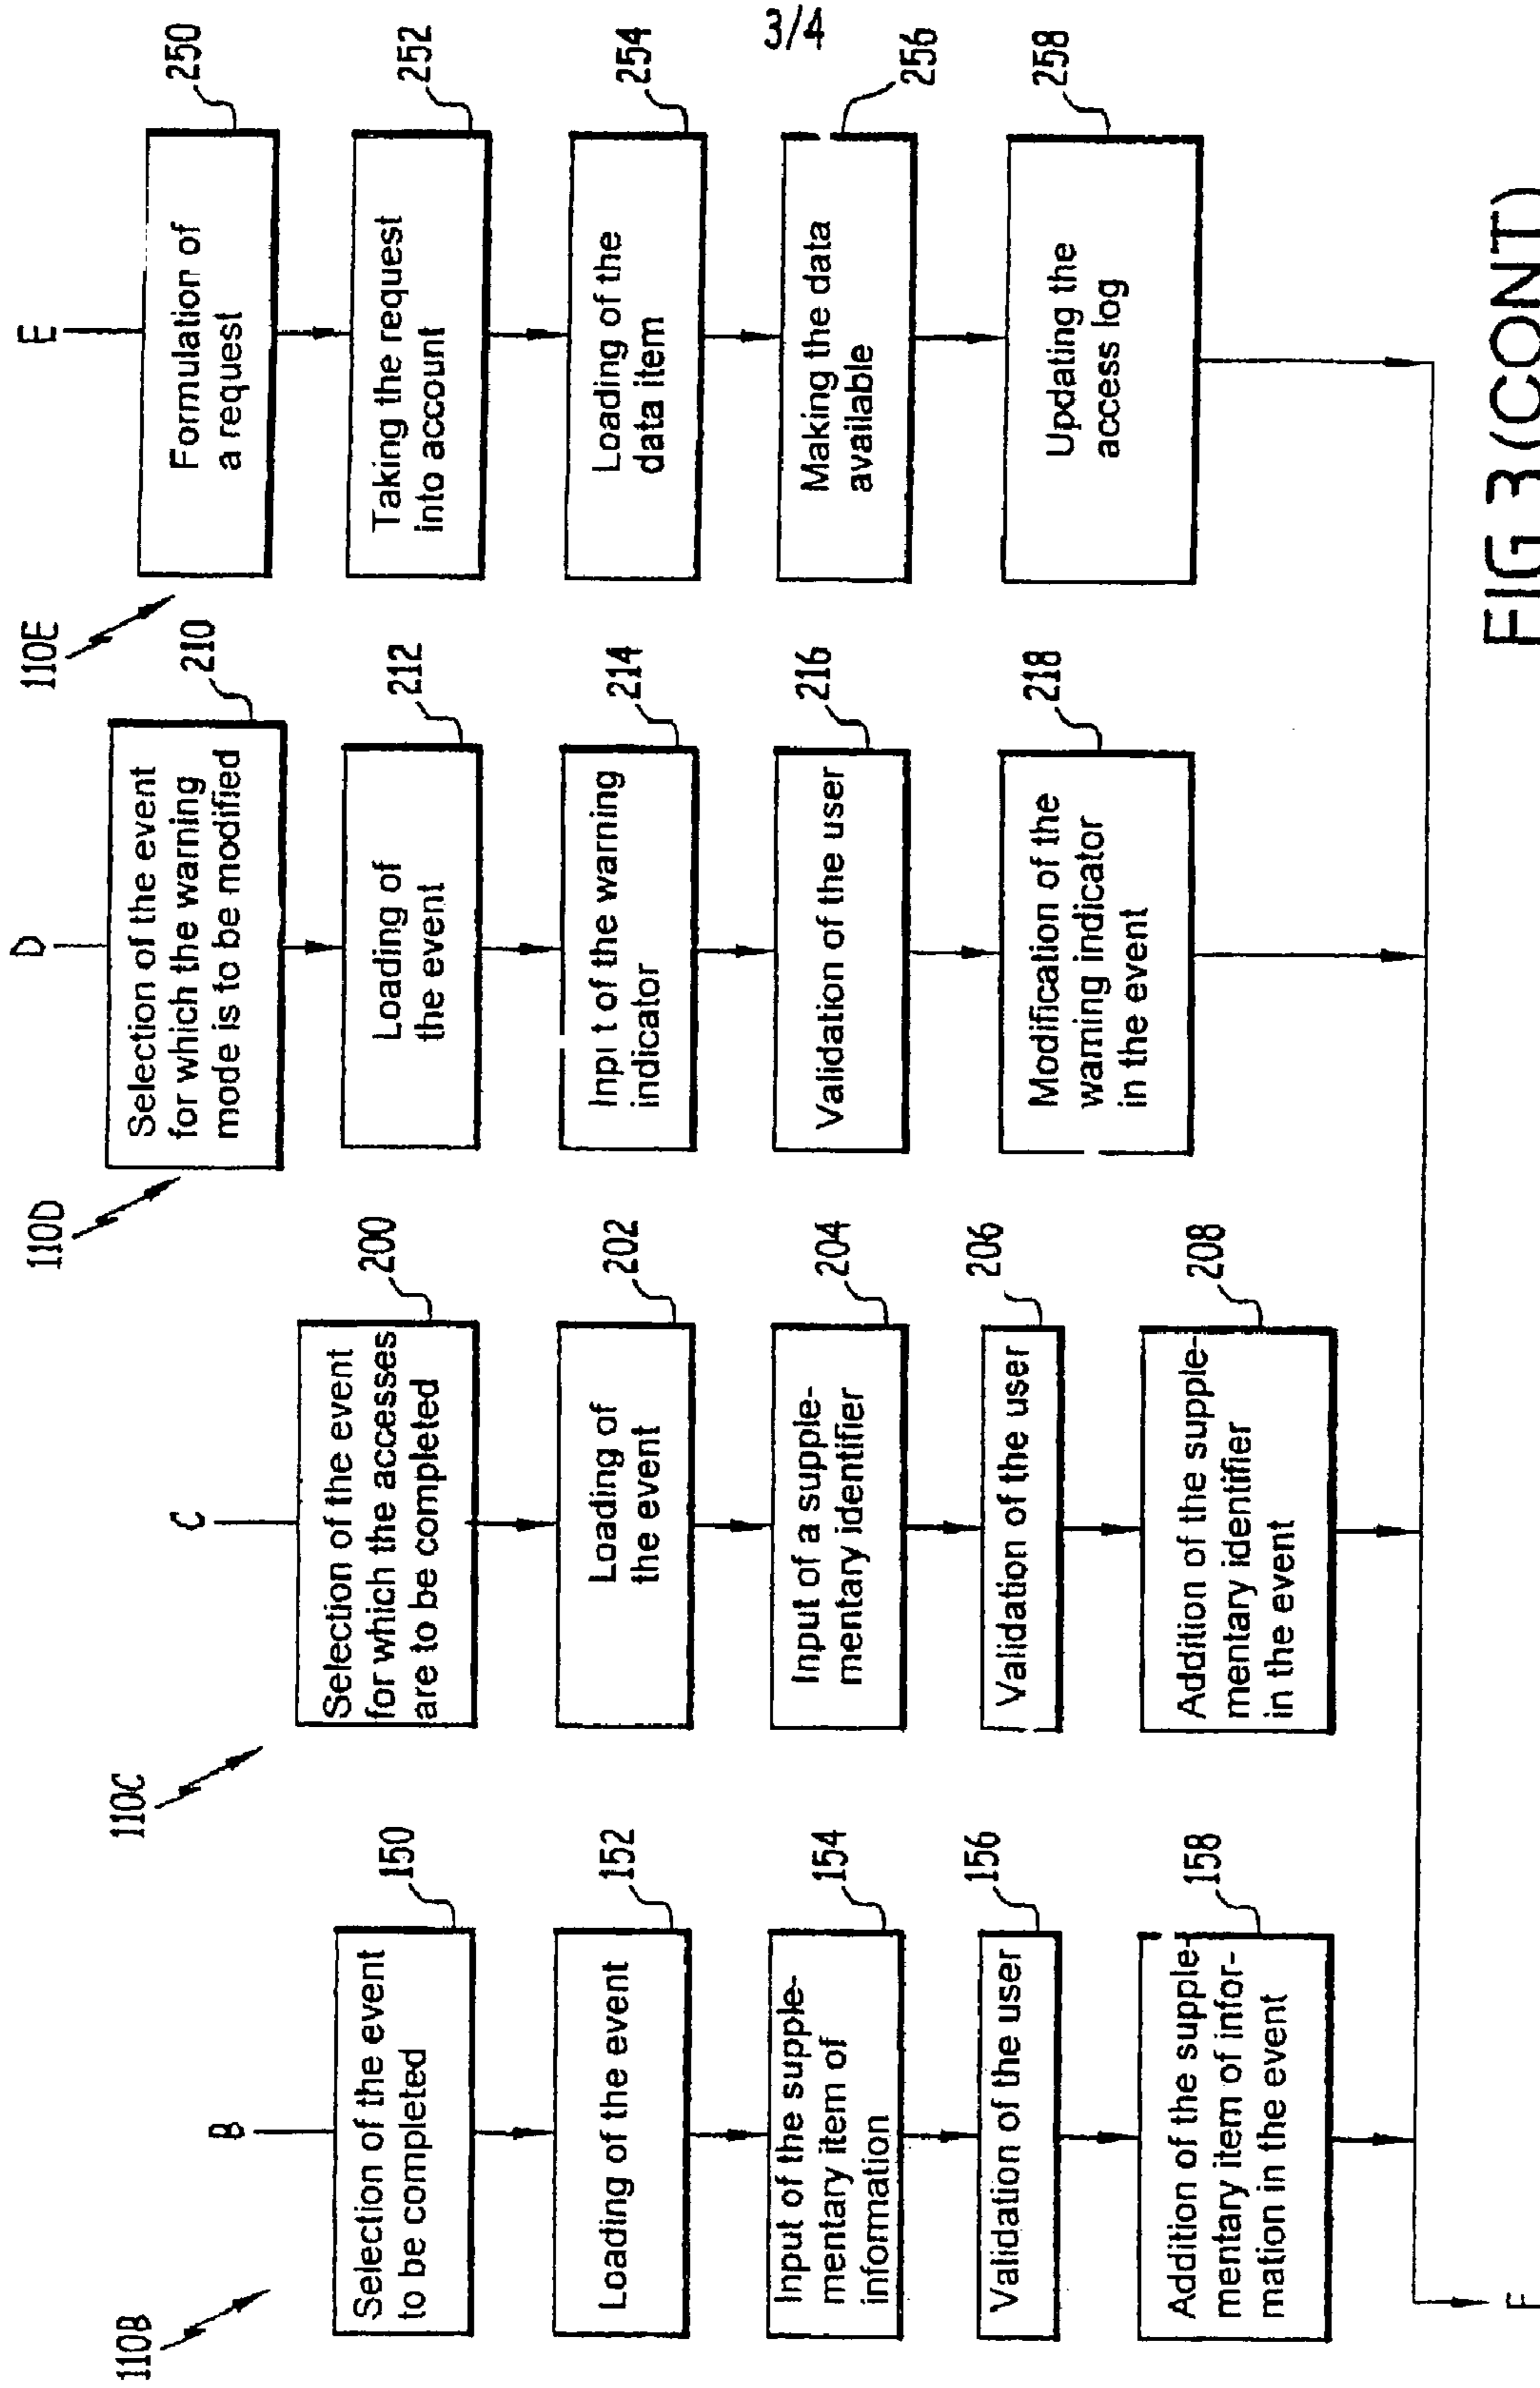 3/4
110B
B
Selection of the event
to be completed
150
Loading of the event
152
Input of the supple-
mentary item of
information
154
Validation of the user
156
Addition of the supple-
mentary item of infor-
mation in the event
158
110C
C
Selection of the event
for which the accesses
are to be completed
200
Loading of
the event
202
Input of a supple-
mentary identifier
204
Validation of the user
206
Addition of the supple-
mentary identifier
in the event
208
110D
D
Selection of the event
for which the warning
mode is to be modified
210
Loading of
the event
212
Input of the warning
indicator
214
Validation of the user
216
Modification of the
warning indicator
in the event
218
110E
E
Formulation of
a request
250
Taking the request
into account
252
Loading of the
data item
254
Making the data
available
256
Updating the
access log
258
F
FIG 3 (CONT)